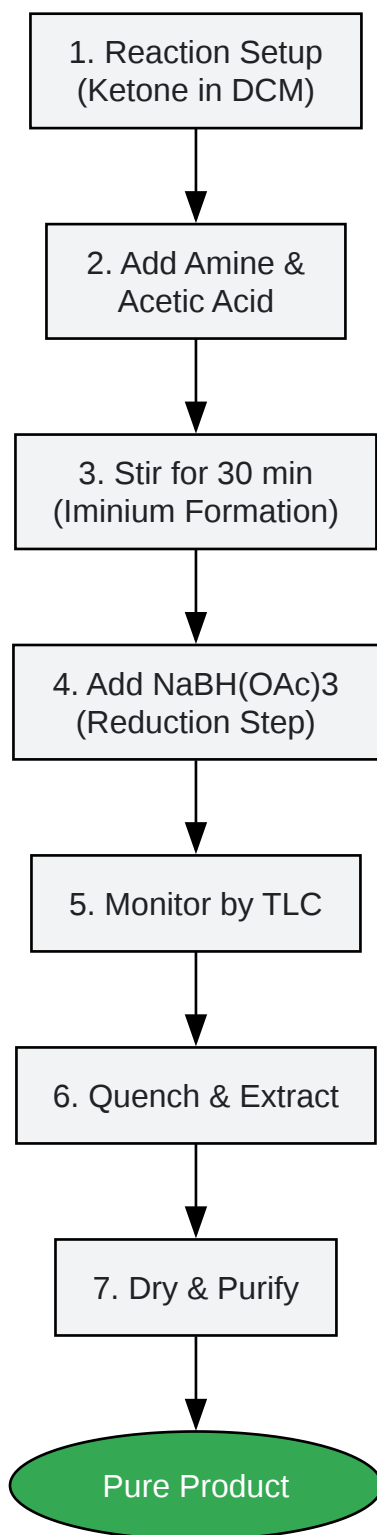 1. Reaction Setup
(Ketone in DCM)
2. Add Amine &
Acetic Acid
3. Stir for 30 min
(Iminium Formation)
4. Add NaBH(OAc)3
(Reduction Step)
5. Monitor by TLC
6. Quench & Extract
7. Dry & Purify
Pure Product